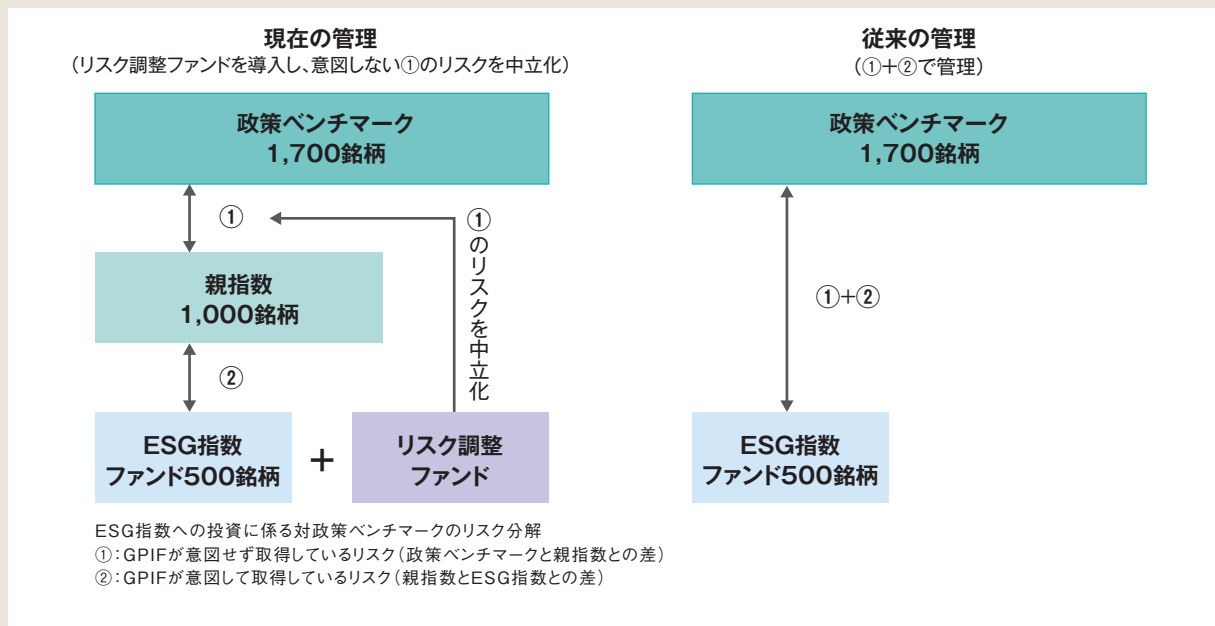 現在の管理
（リスク調整ファンドを導入し、意図しない①のリスクを中立化）
政策ベンチマーク
1,700銘柄
①
親指数
1,000銘柄
②
①のリスクを中立化
ESG指数
ファンド500銘柄
＋
リスク調整
ファンド
従来の管理
（①＋②で管理）
政策ベンチマーク
1,700銘柄
①＋②
ESG指数
ファンド500銘柄
ESG指数への投資に係る対政策ベンチマークのリスク分解
①：GPIFが意図せず取得しているリスク（政策ベンチマークと親指数との差）
②：GPIFが意図して取得しているリスク（親指数とESG指数との差）